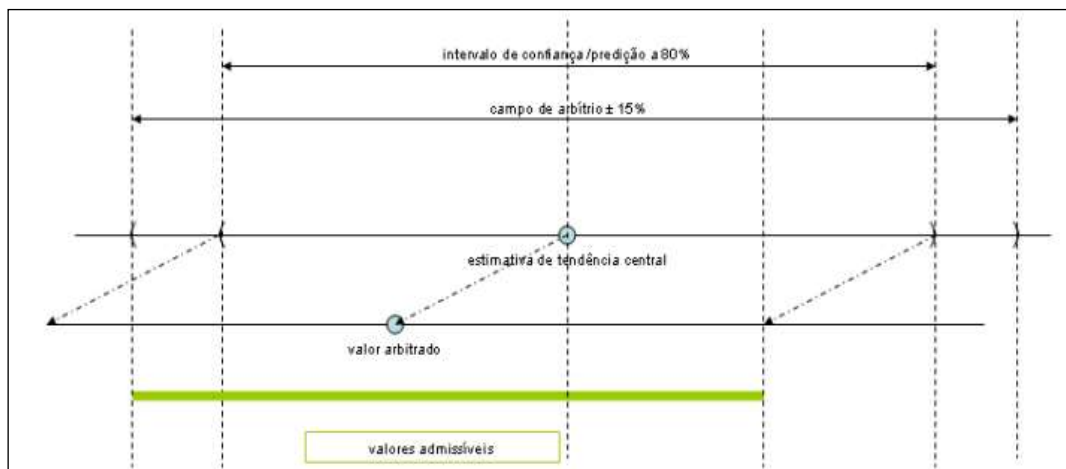 intervalo de confiança/predição a 80%
campo de arbítrio ± 15%
estimativa de tendência central
valor arbitrado
valores admissíveis